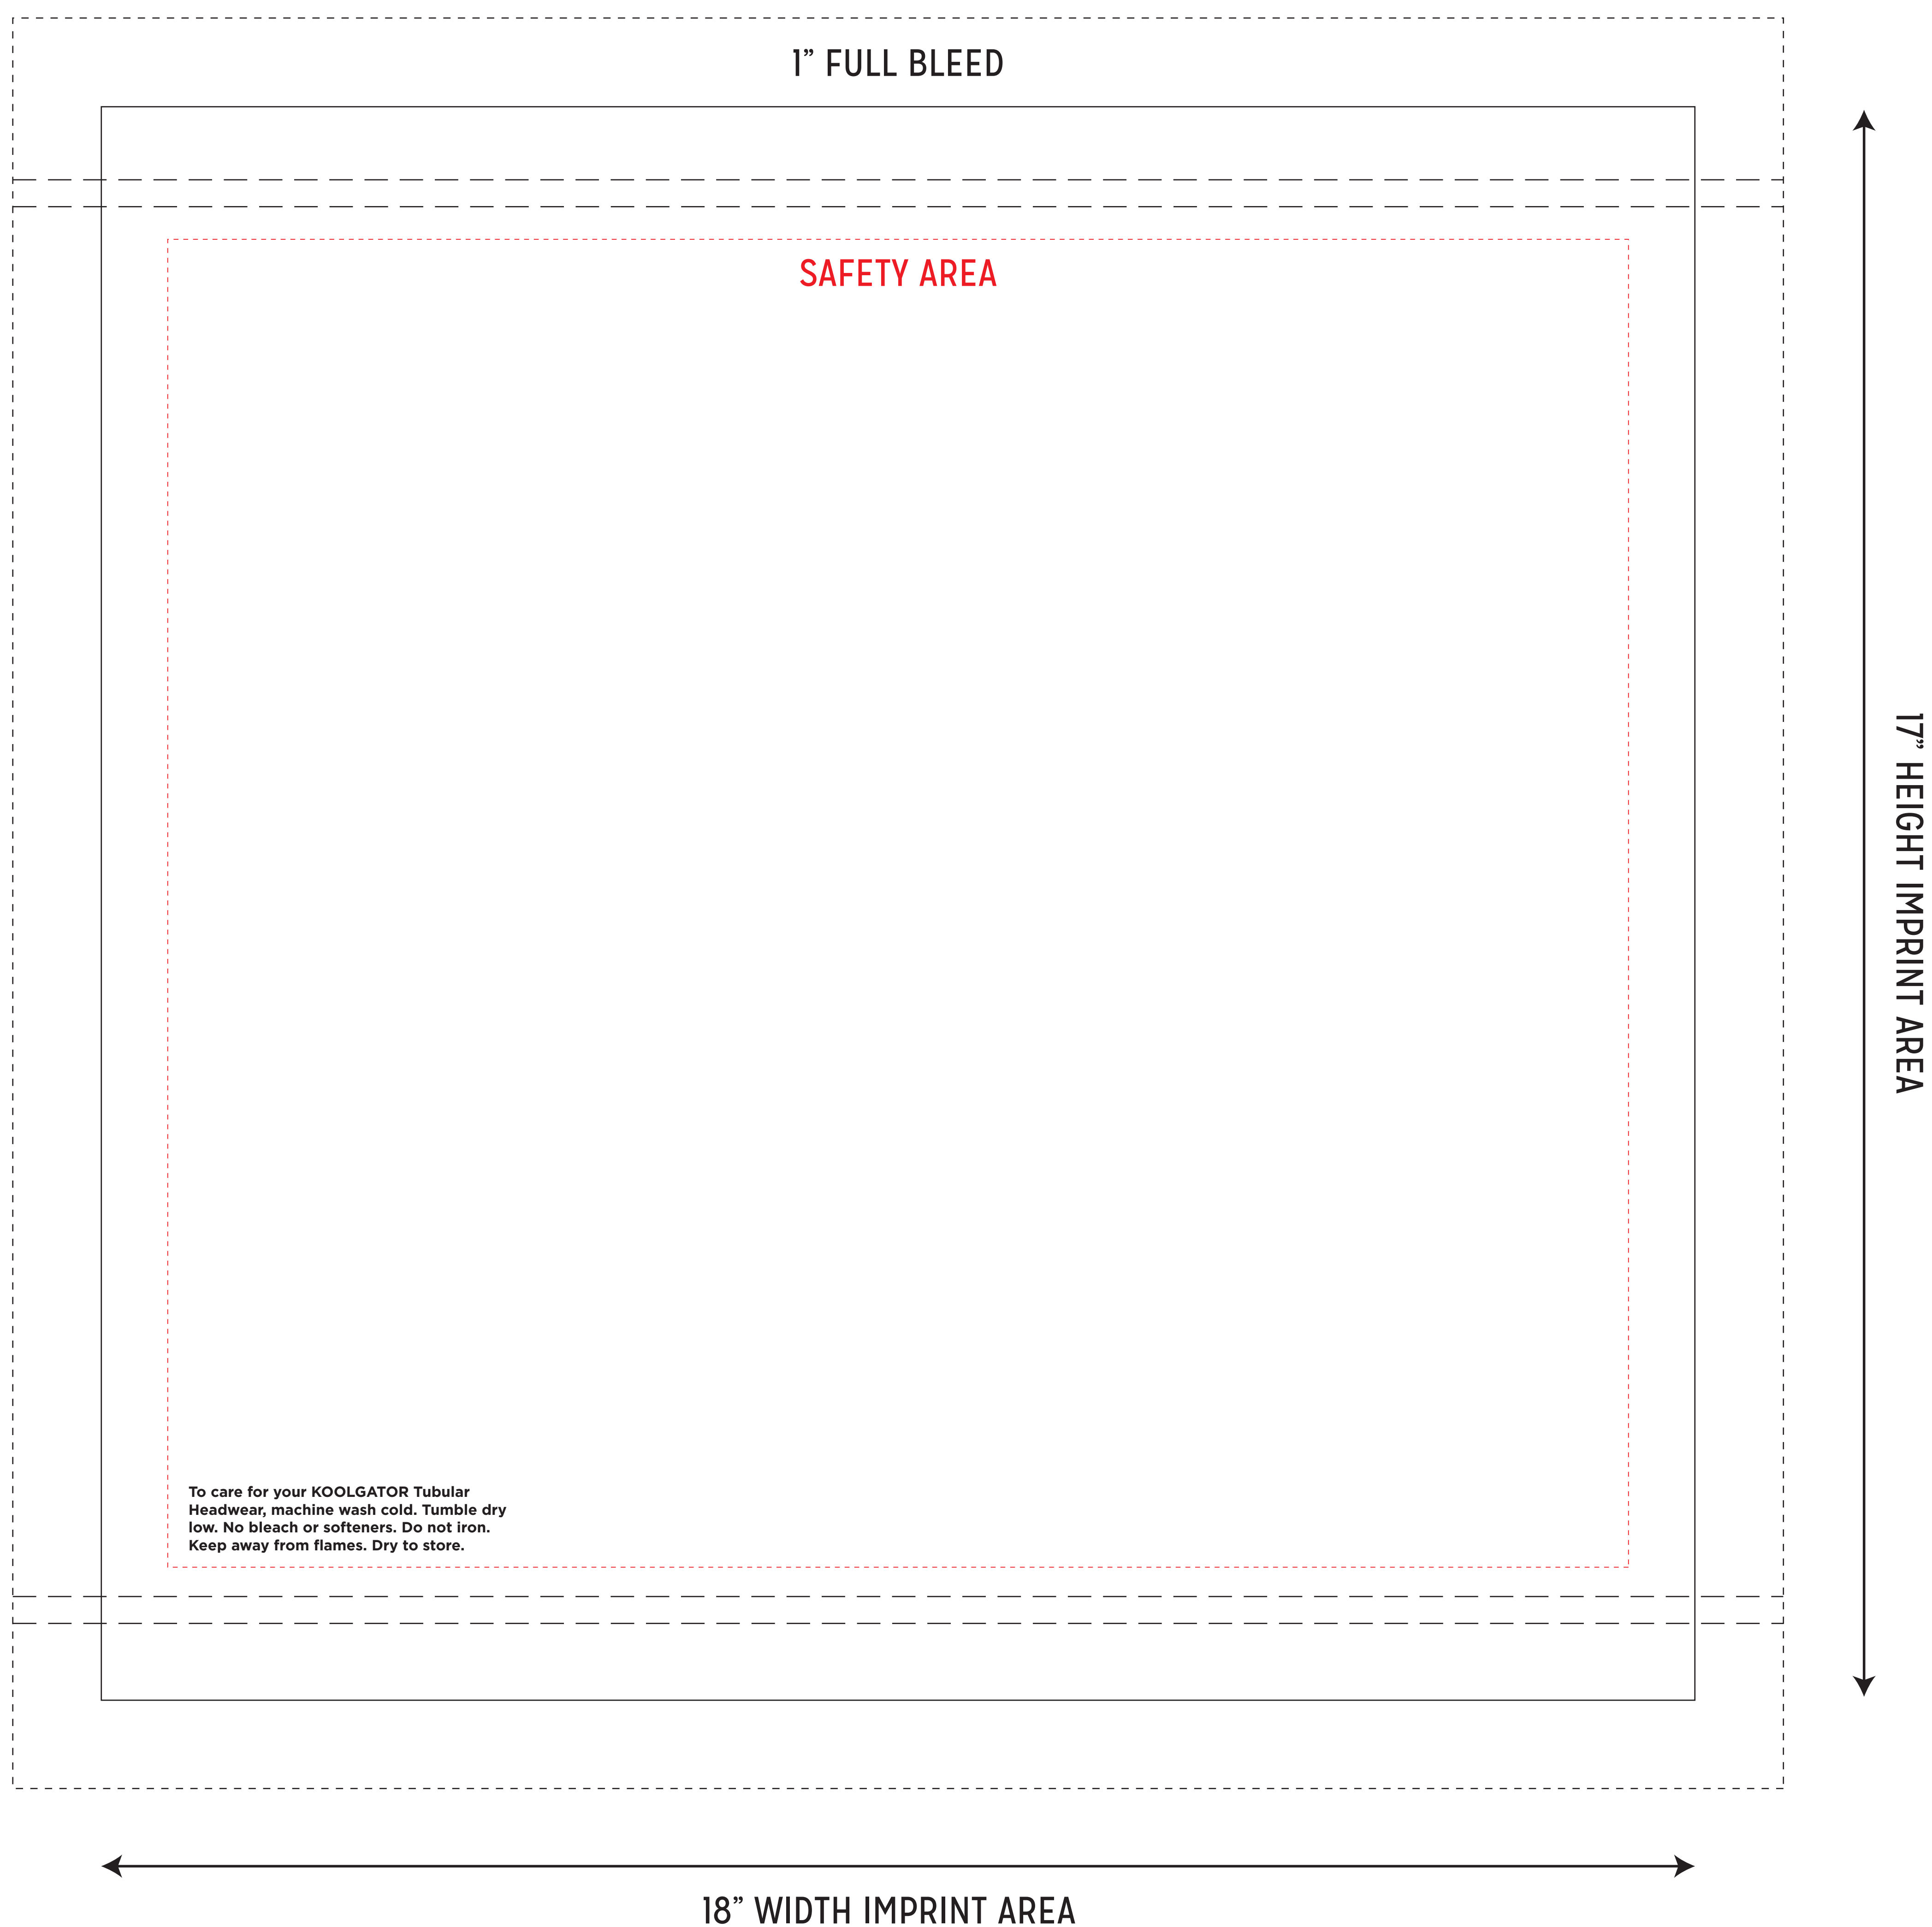 1” FULL BLEED
SAFETY AREA
17” HEIGHT IMPRINT AREA
To care for your KOOLGATOR Tubular
Headwear, machine wash cold. Tumble dry
low. No bleach or softeners. Do not iron.
Keep away from flames. Dry to store.
18” WIDTH IMPRINT AREA